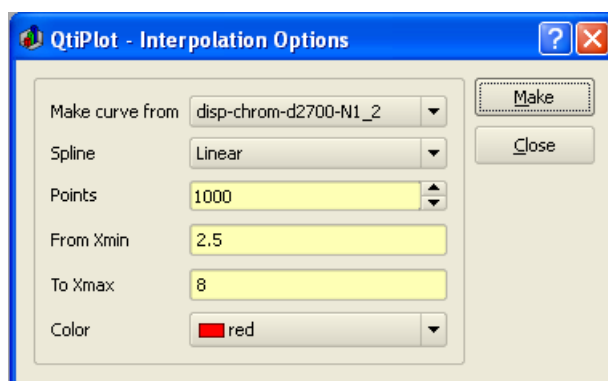 QtiPlot - Interpolation Options
?
Make curve from disp-chrom-d2700-N1_2
Make
Spline Linear
Close
Points 1000
From Xmin 2.5
To Xmax 8
Color red